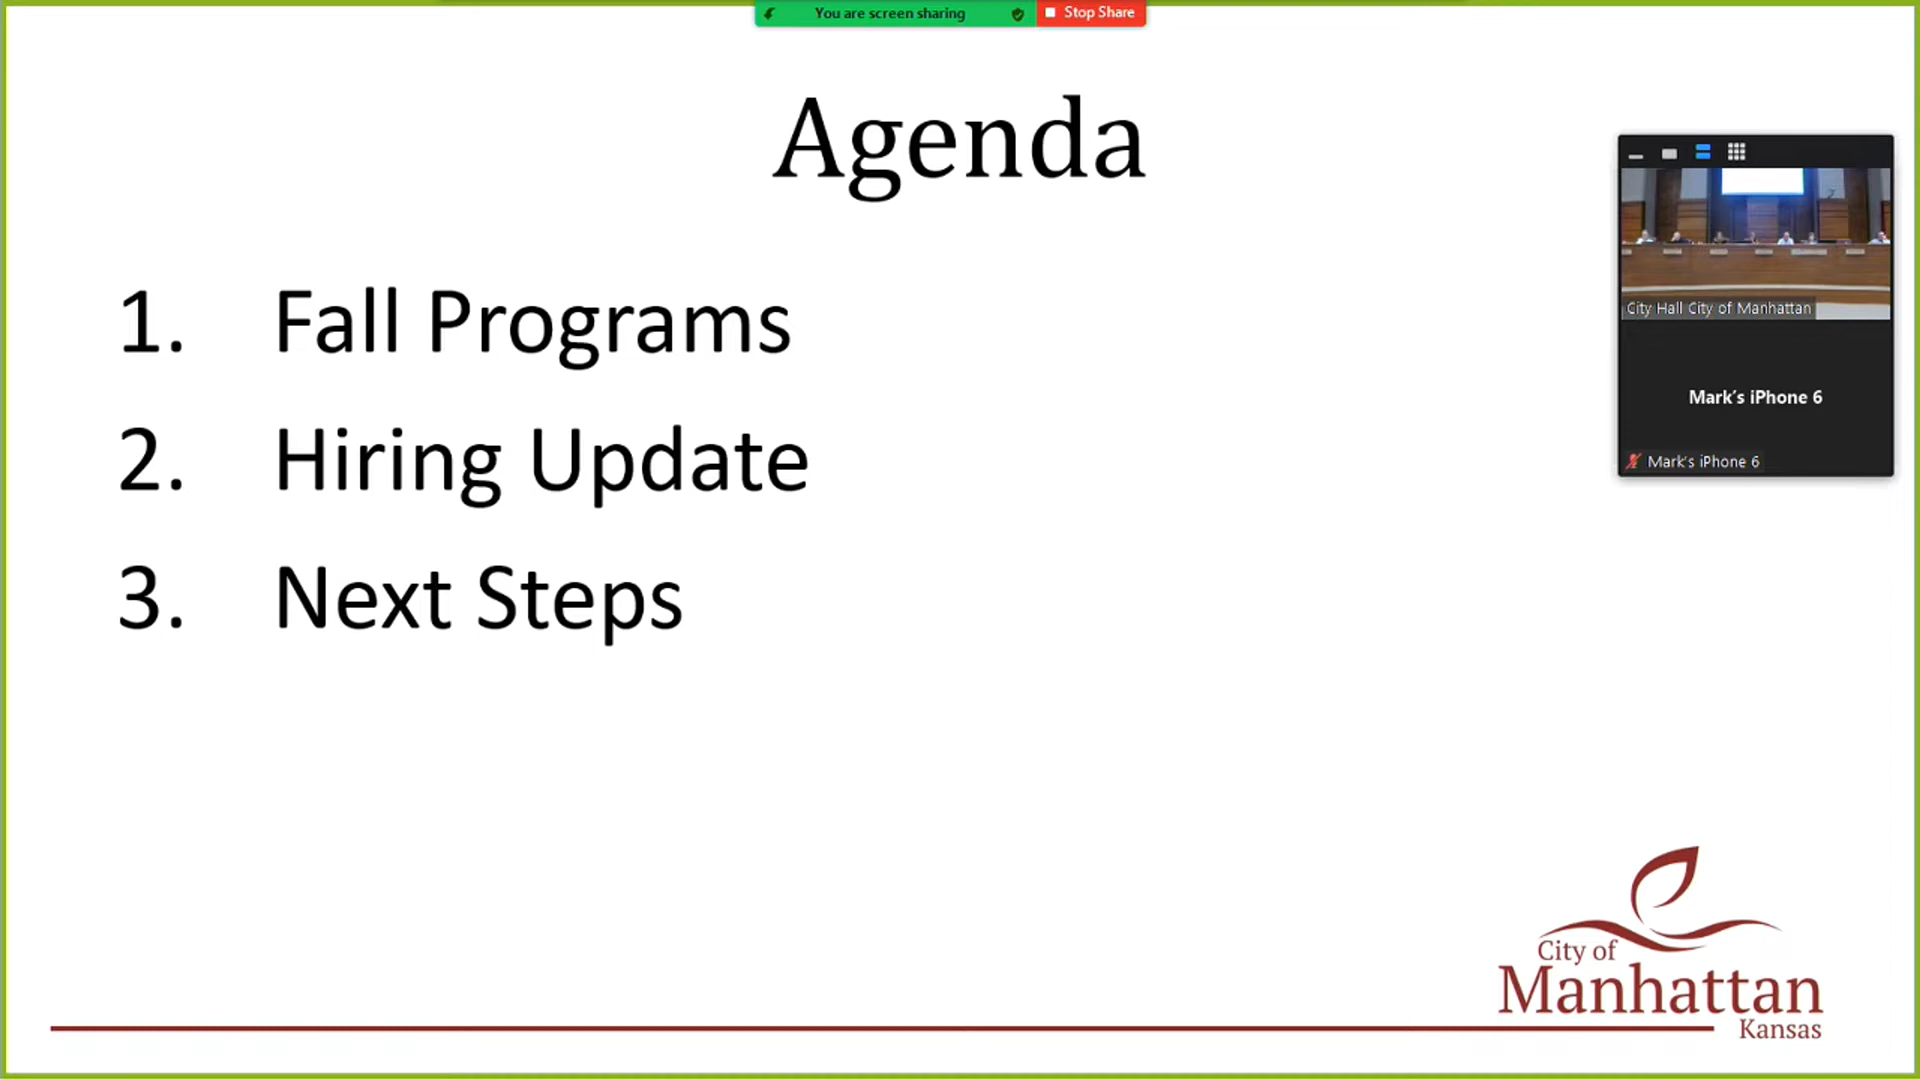 You are screen sharing
Stop Share
Agenda
1. Fall Programs
2. Hiring Update
3. Next Steps
City Hall City of Manhattan
Mark's iPhone 6
Mark's iPhone 6
City of
Manhattan
Kansas